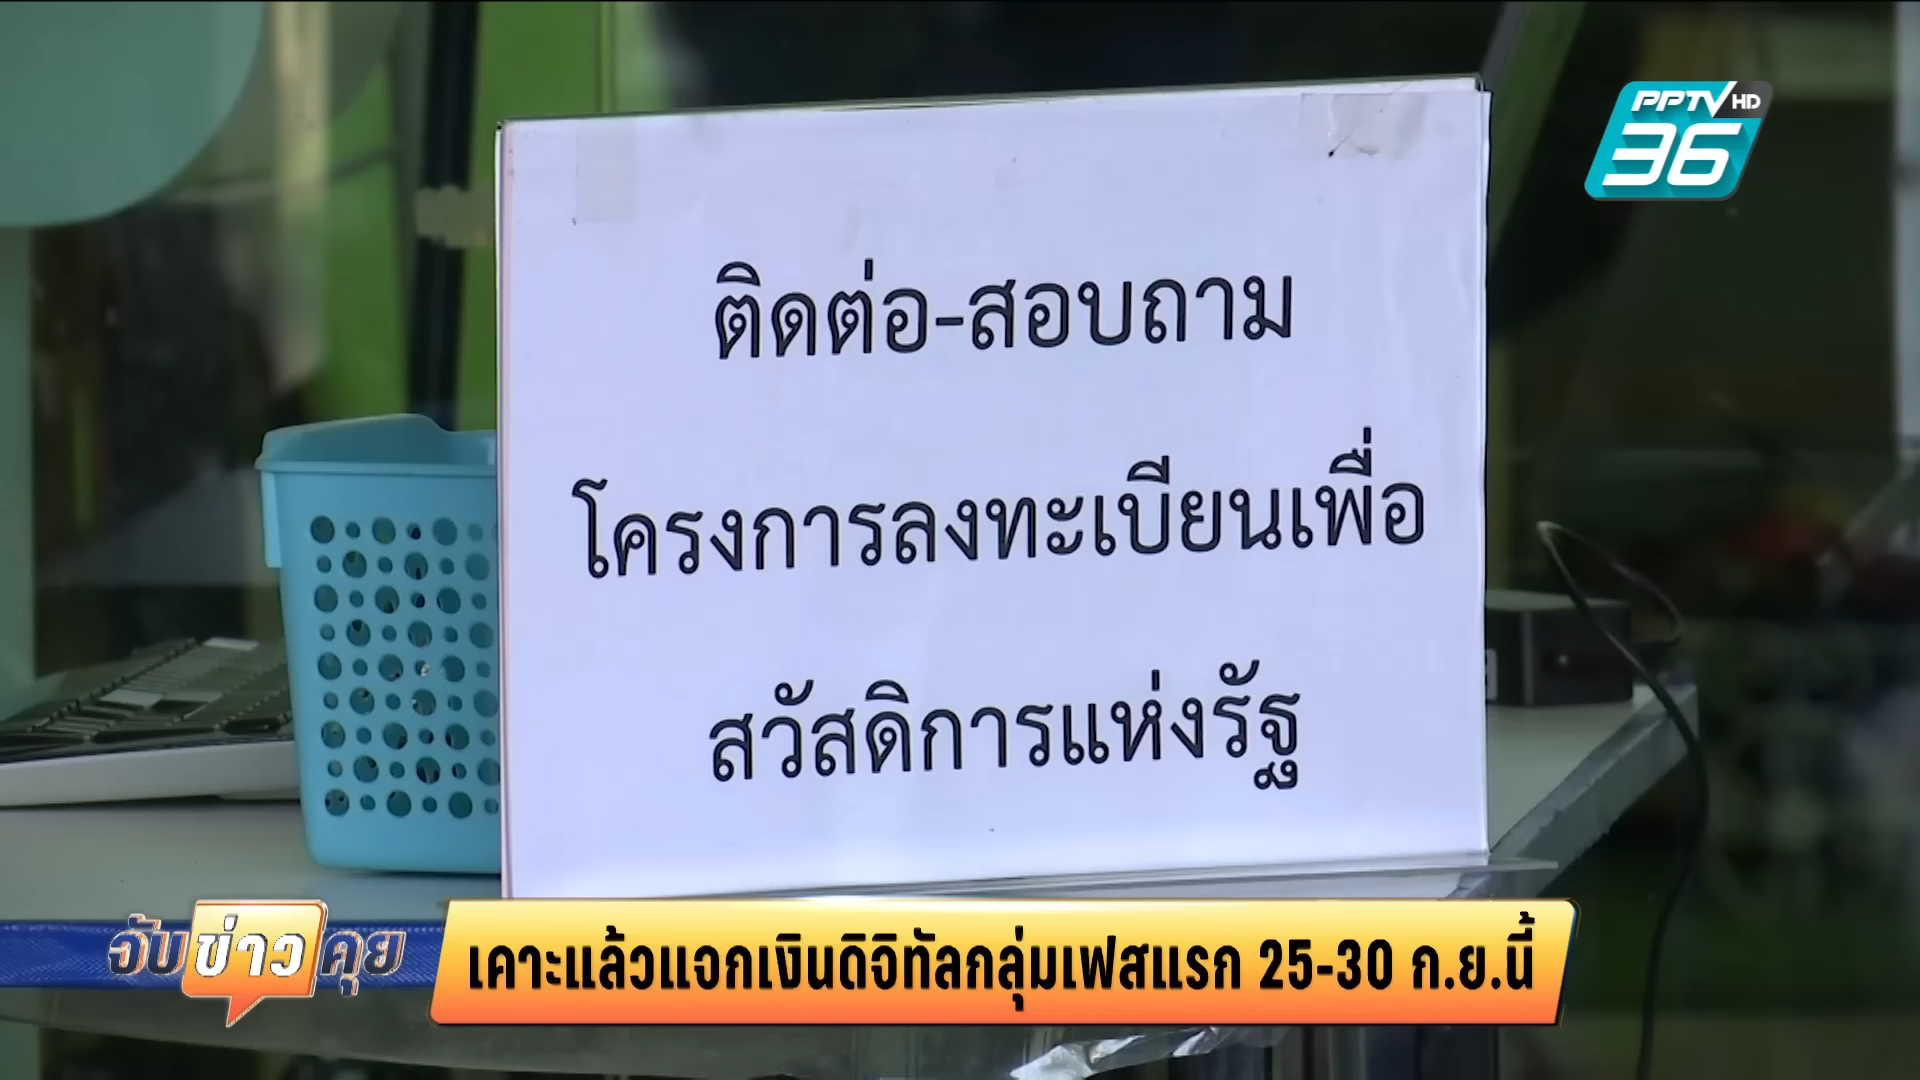 PPTV HD
36
ติดต่อ-สอบถาม
โครงการลงทะเบียนเพื่อ
สวัสดิการแห่งรัฐ
จับข่าวคุย
เคาะแล้วแจกเงินดิจิทัลกลุ่มเฟสแรก 25-30 ก.ย.นี้